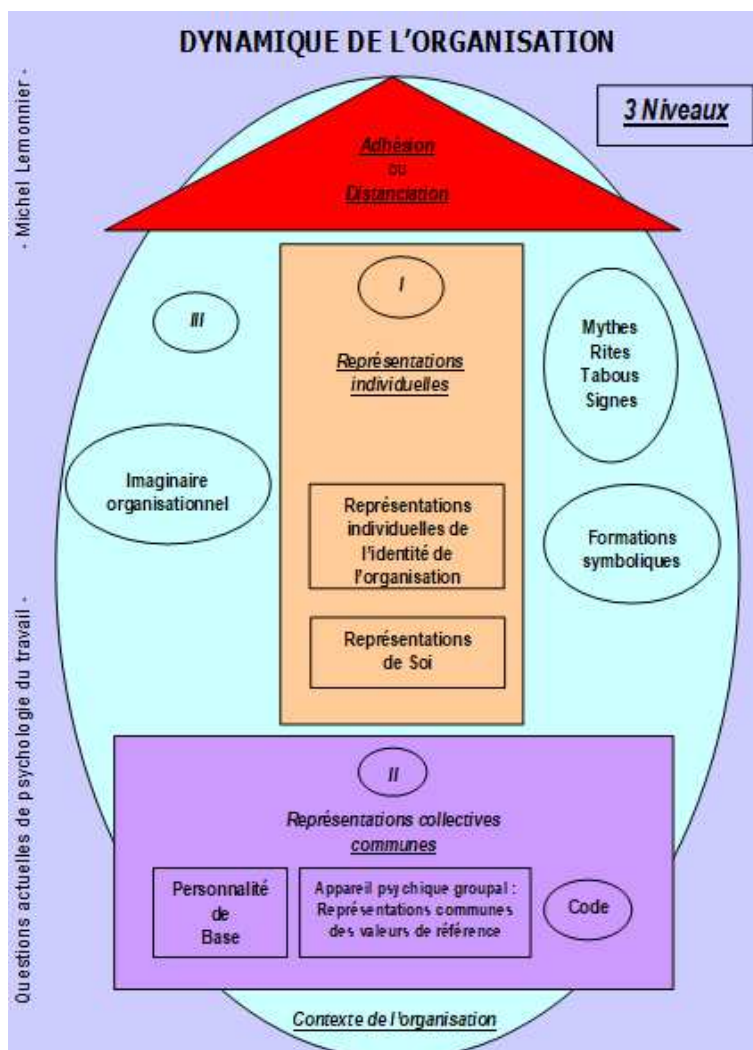 DYNAMIQUE DE L'ORGANISATION
3 Niveaux
Adhésion
ou
Distanciation
I
Représentations
individuelles
Représentations
individuelles de
l'identité de
l'organisation
Représentations
de Soi
III
Imaginaire
organisationnel
Mythes
Rites
Tabous
Signes
Formations
symboliques
II
Représentations collectives
communes
Personnalité
de
Base
Appareil psychique groupal :
Représentations communes
des valeurs de référence
Code
Contexte de l'organisation
- Michel Lemonnier -
Questions actuelles de psychologie du travail -